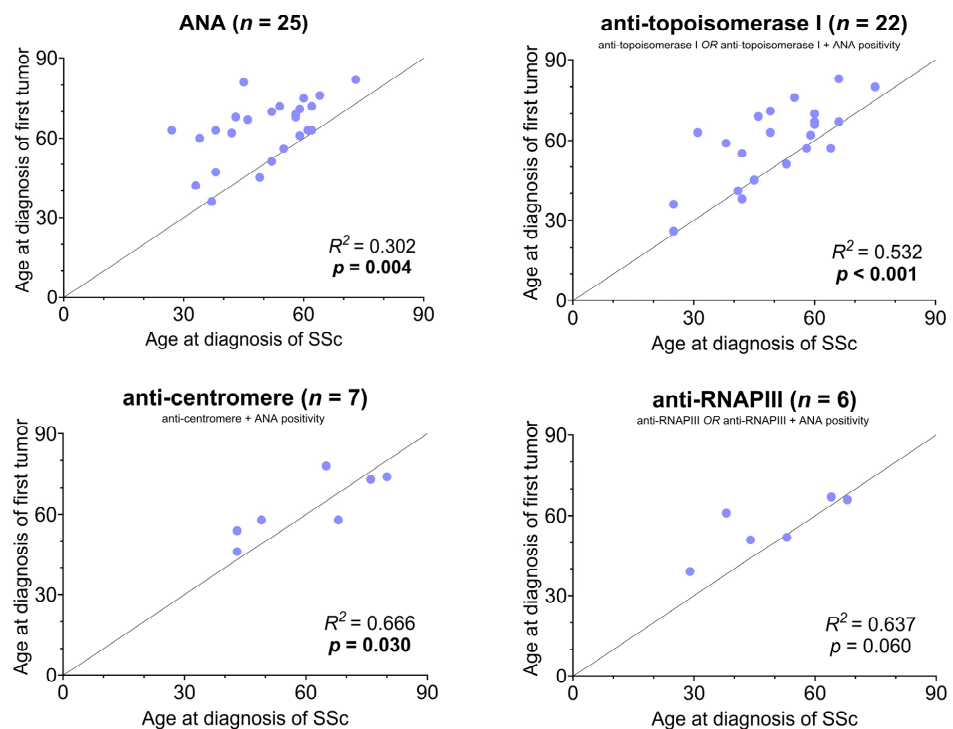 ANA (n = 25)
90
60
30
0
0
30
60
90
Age at diagnosis of first tumor
Age at diagnosis of SSc
R² = 0.302
p = 0.004
anti-topoisomerase I (n = 22)
anti-topoisomerase I OR anti-topoisomerase I + ANA positivity
90
60
30
0
0
30
60
90
Age at diagnosis of first tumor
Age at diagnosis of SSc
R² = 0.532
p < 0.001
anti-centromere (n = 7)
anti-centromere + ANA positivity
90
60
30
0
0
30
60
90
Age at diagnosis of first tumor
Age at diagnosis of SSc
R² = 0.666
p = 0.030
anti-RNAPIII (n = 6)
anti-RNAPIII OR anti-RNAPIII + ANA positivity
90
60
30
0
0
30
60
90
Age at diagnosis of first tumor
Age at diagnosis of SSc
R² = 0.637
p = 0.060